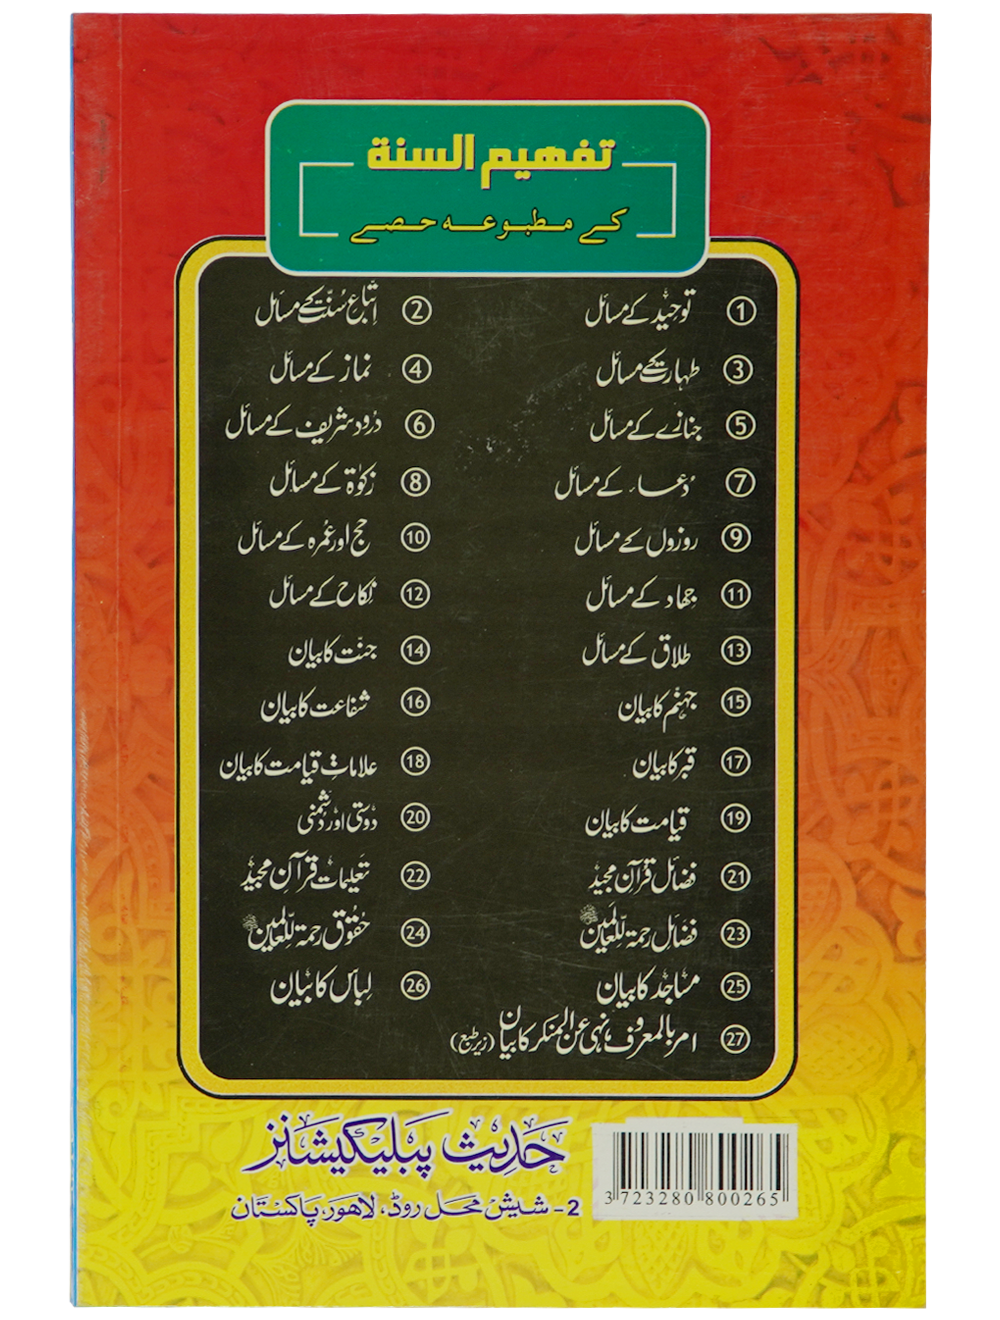 تفہیم السنۃ
کے مطبوعہ حصے
① توحید کے مسائل ② اتباع سنت کے مسائل
③ طہارت کے مسائل ④ نماز کے مسائل
⑤ جنازے کے مسائل ⑥ درود شریف کے مسائل
⑦ دُعاء کے مسائل ⑧ زکوٰۃ کے مسائل
⑨ روزوں کے مسائل ⑩ حج اور عمرہ کے مسائل
⑪ جہاد کے مسائل ⑫ نکاح کے مسائل
⑬ طلاق کے مسائل ⑭ جنت کا بیان
⑮ جہنم کا بیان ⑯ شفاعت کا بیان
⑰ قبر کا بیان ⑱ علاماتِ قیامت کا بیان
⑲ قیامت کا بیان ⑳ دوستی اور دشمنی
㉑ فضائل قرآن مجید ㉒ تعلیمات قرآن مجید
㉓ فضائل رحمۃ للعالمین ﷺ ㉔ حقوق رحمۃ للعالمین ﷺ
㉕ مساجد کا بیان ㉖ لباس کا بیان
㉗ امر بالمعروف و نہی عن المنکر کا بیان (زیر طبع)
حدیث پبلیکیشنز
2- شیش محل روڈ، لاہور، پاکستان
3 723280 800265